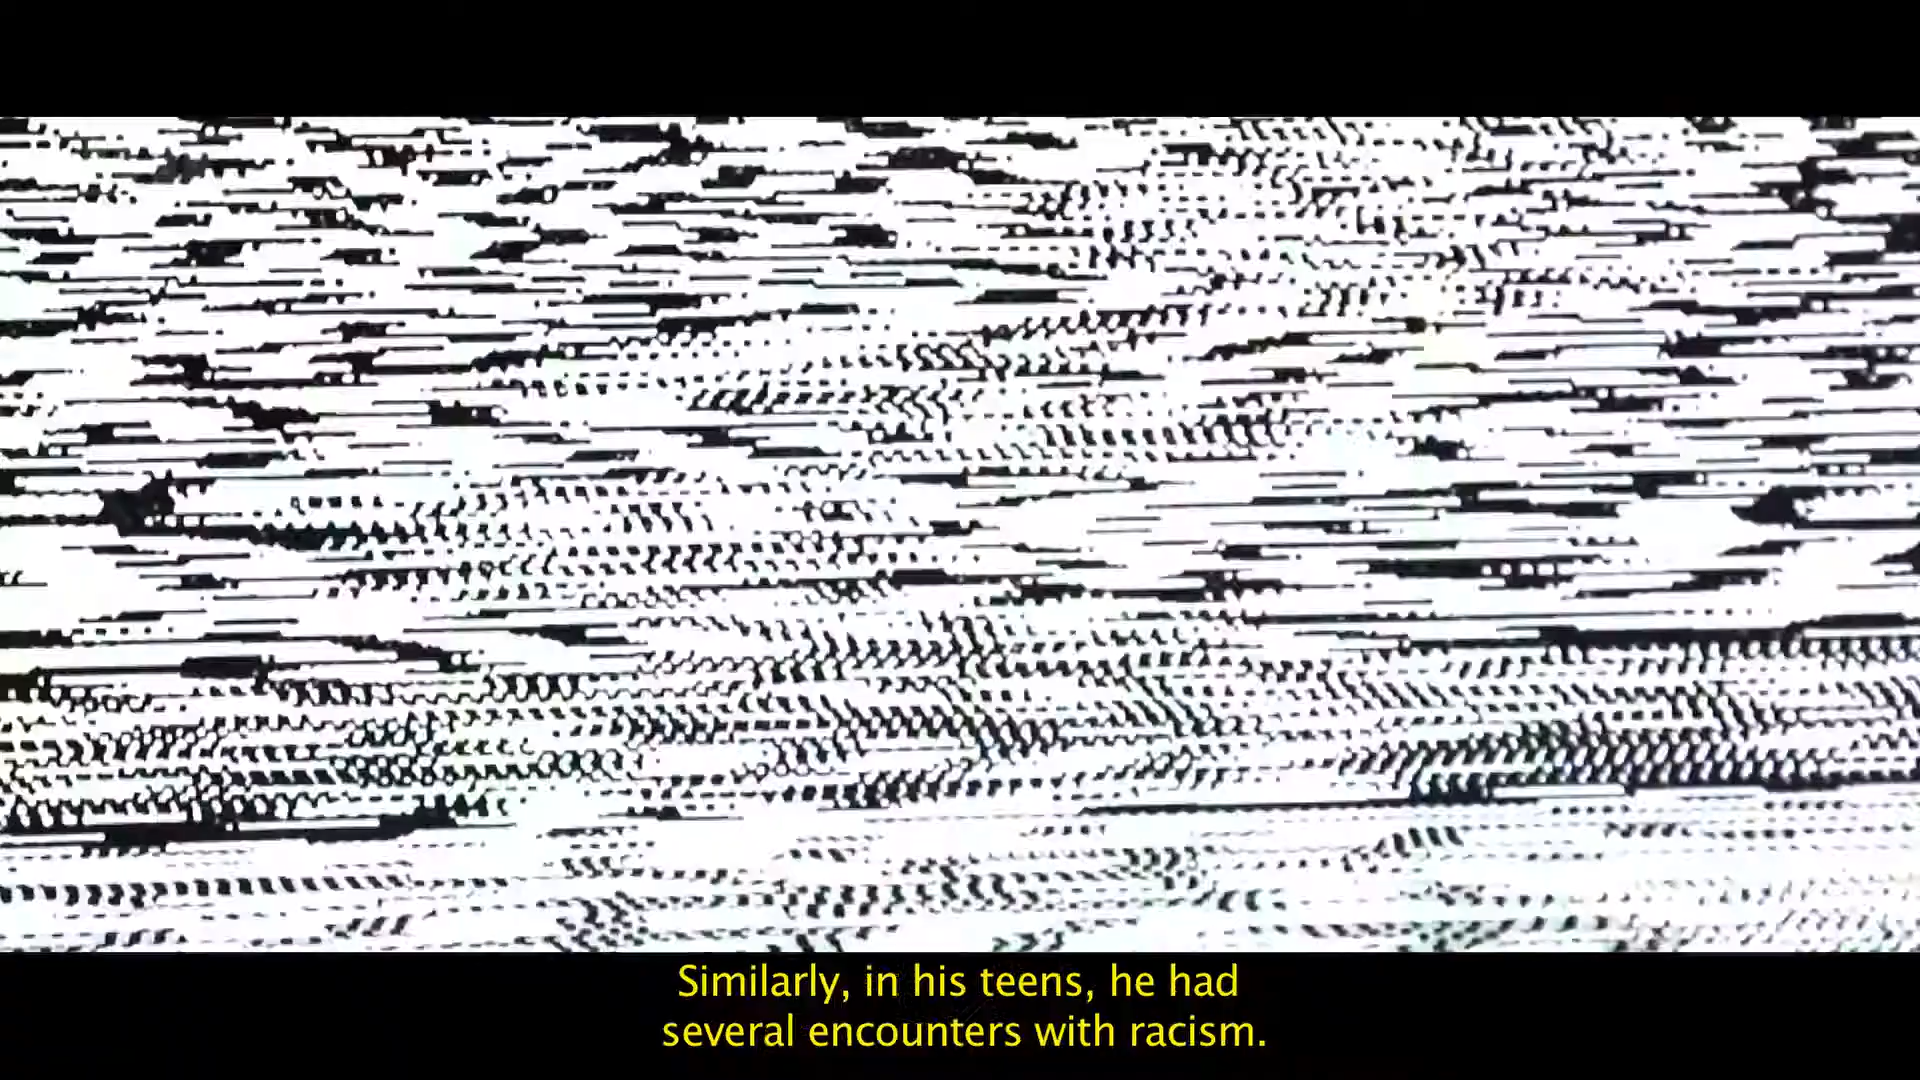 Similarly, in his teens, he had
several encounters with racism.